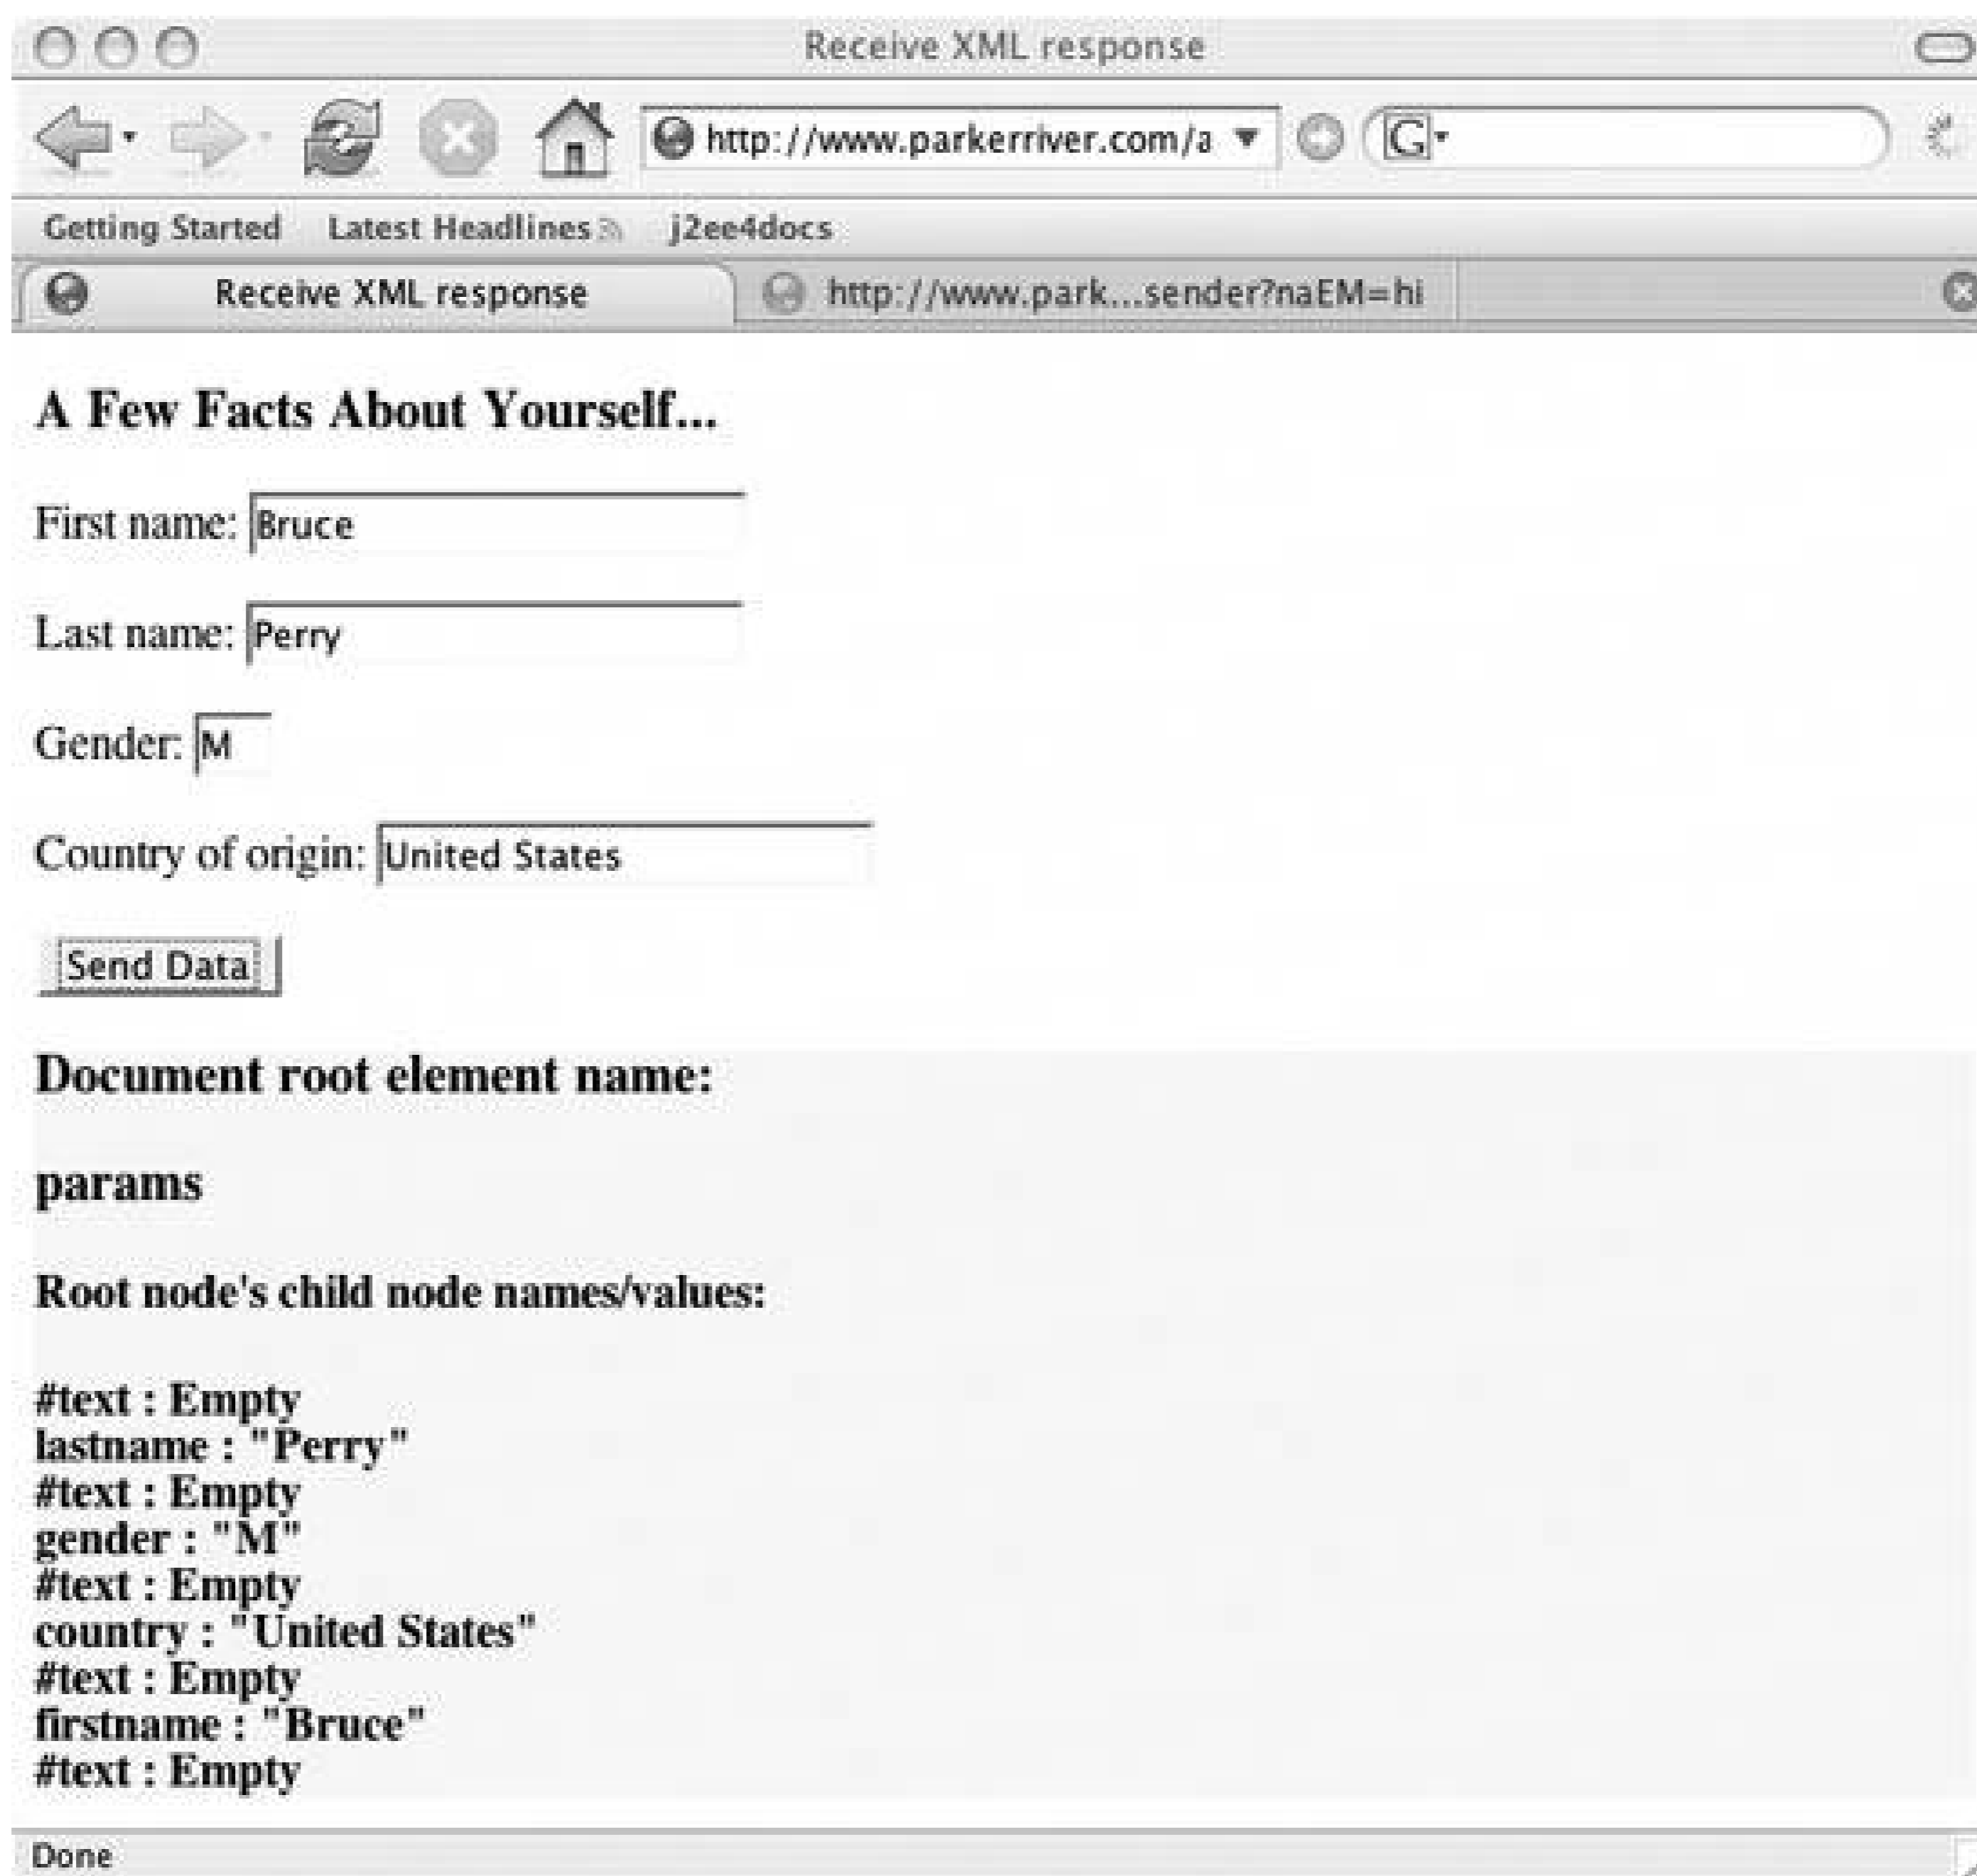 Receive XML response
http://www.parkerriver.com/a
G
Getting Started Latest Headlines j2ee4docs
Receive XML response http://www.park...sender?naEM=hi
A Few Facts About Yourself...
First name: Bruce
Last name: Perry
Gender: M
Country of origin: United States
Send Data
Document root element name:
params
Root node's child node names/values:
#text : Empty
lastname : "Perry"
#text : Empty
gender : "M"
#text : Empty
country : "United States"
#text : Empty
firstname : "Bruce"
#text : Empty
Done